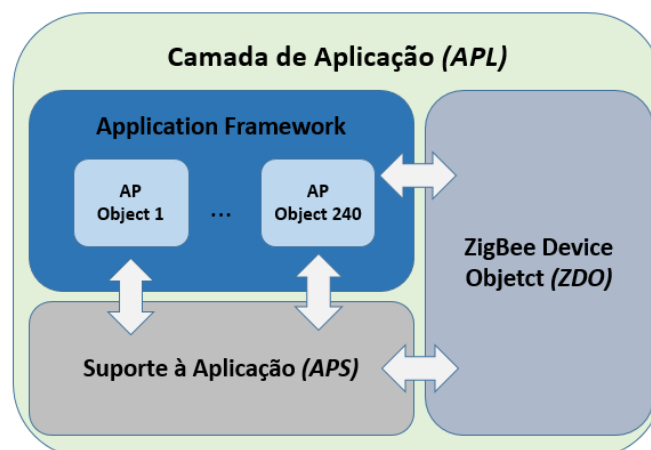 Camada de Aplicação (APL)
Application Framework
AP
Object 1
...
AP
Object 240
ZigBee Device
Objetct (ZDO)
Suporte à Aplicação (APS)